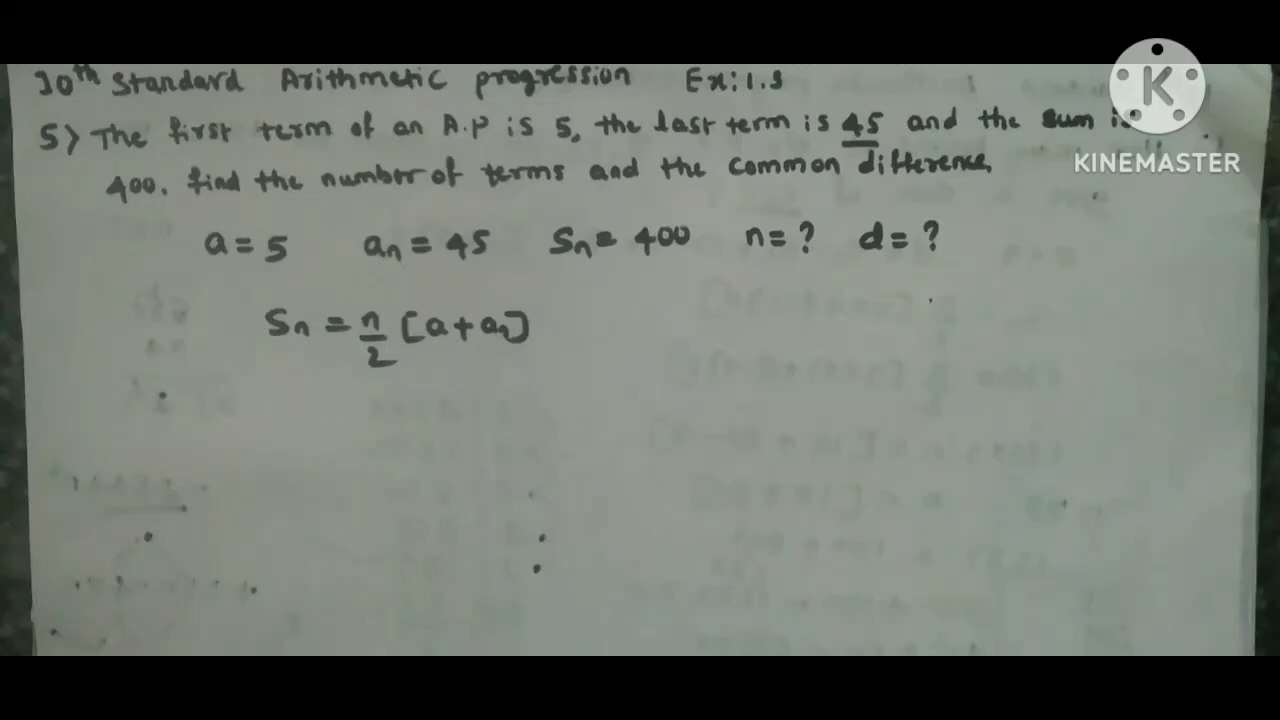 10th Standard Arithmetic progression Ex:1.3
5) The first term of an A.P is 5, the last term is 45 and the sum is
400. find the number of terms and the common difference.
a = 5 an = 45 Sn = 400 n = ? d = ?
Sn = n/2 [a + an]
KINEMASTER